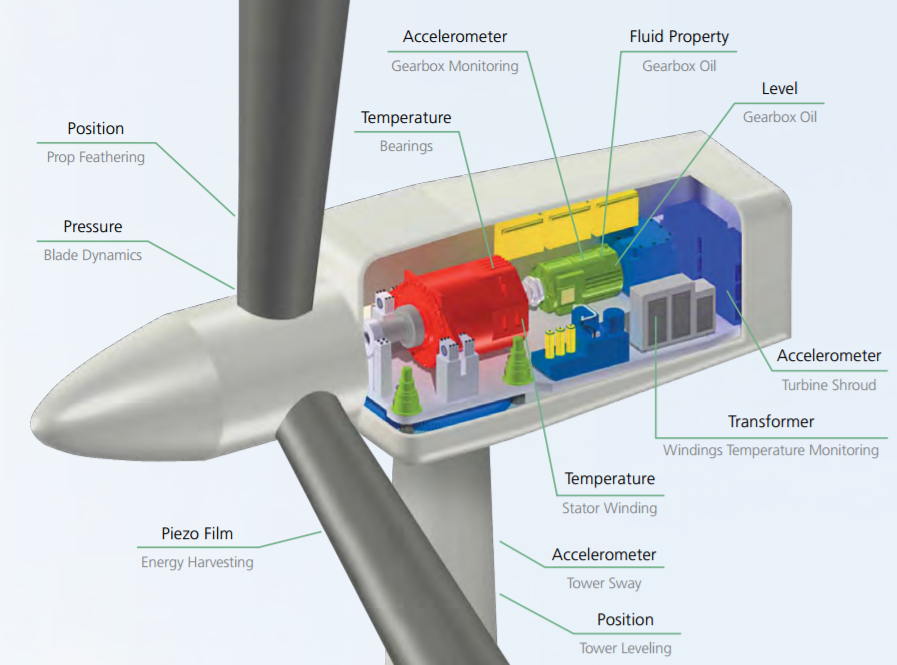 Accelerometer
Gearbox Monitoring
Fluid Property
Gearbox Oil
Level
Gearbox Oil
Temperature
Bearings
Position
Prop Feathering
Pressure
Blade Dynamics
Accelerometer
Turbine Shroud
Transformer
Windings Temperature Monitoring
Temperature
Stator Winding
Piezo Film
Energy Harvesting
Accelerometer
Tower Sway
Position
Tower Leveling